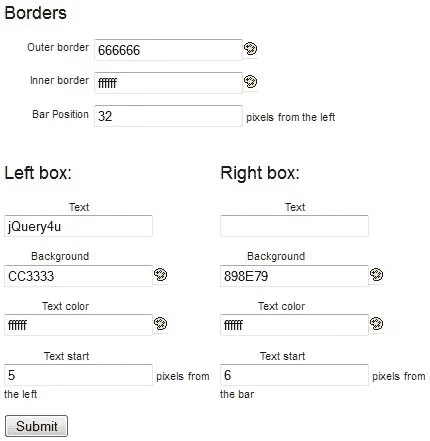 Borders
Outer border 666666
Inner border ffffff
Bar Position 32 pixels from the left
Left box:
Text
jQuery4u
Background
CC3333
Text color
ffffff
Text start
5 pixels from
the left
Right box:
Text
Background
898E79
Text color
ffffff
Text start
6 pixels from
the bar
Submit